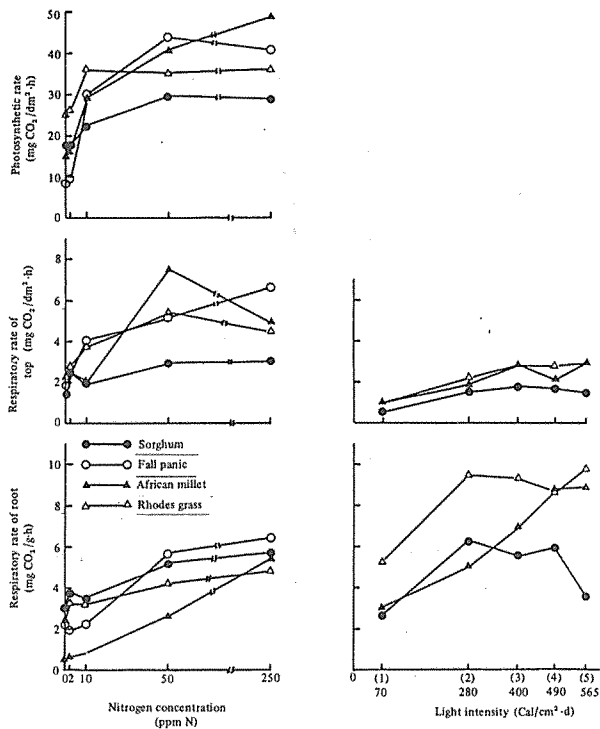 50
40
30
20
10
0
Photosynthetic rate
(mg CO2/dm2·h)
8
6
4
2
0
Respiratory rate of
top (mg CO2/dm2·h)
10
8
6
4
2
0
Respiratory rate of root
(mg CO2/g·h)
Sorghum
Fall panic
African millet
Rhodes grass
0 2 10 50 250
Nitrogen concentration
(ppm N)
0 (1) (2) (3) (4) (5)
70 280 400 490 565
Light intensity (Cal/cm2·d)